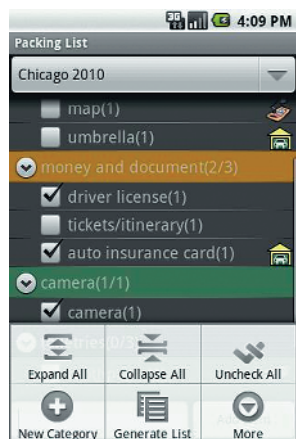 3G 4:09 PM
Packing List
Chicago 2010
map(1)
umbrella(1)
money and document(2/3)
driver license(1)
tickets/itinerary(1)
auto insurance card(1)
camera(1/1)
camera(1)
Expand All Collapse All Uncheck All
New Category Generate List More